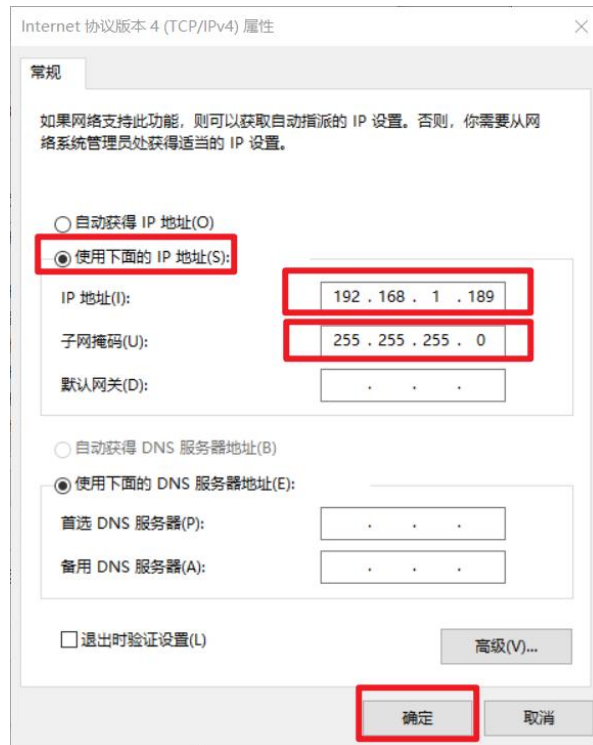 Internet 协议版本 4 (TCP/IPv4) 属性
常规
如果网络支持此功能，则可以获取自动指派的 IP 设置。否则，你需要从网
络系统管理员处获得适当的 IP 设置。
自动获得 IP 地址(O)
使用下面的 IP 地址(S):
IP 地址(I): 192 . 168 . 1 . 189
子网掩码(U): 255 . 255 . 255 . 0
默认网关(D): . . .
自动获得 DNS 服务器地址(B)
使用下面的 DNS 服务器地址(E):
首选 DNS 服务器(P): . . .
备用 DNS 服务器(A): . . .
退出时验证设置(L)
高级(V)...
确定 取消